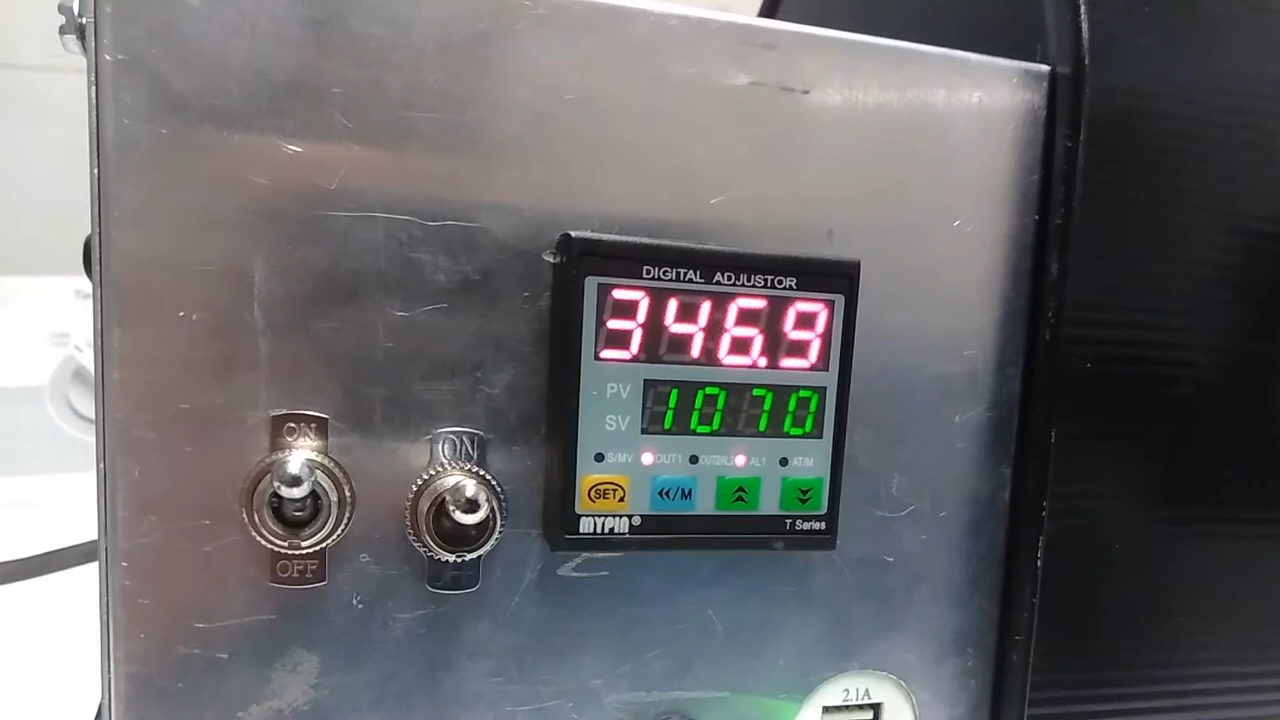 DIGITAL ADJUSTOR
346.9
PV
1070
SV
S/MV OUT1 OUT2/AL2 AL1 AT/M
SET «/M
MYPIN® T Series
ON
OFF
ON
2.1A